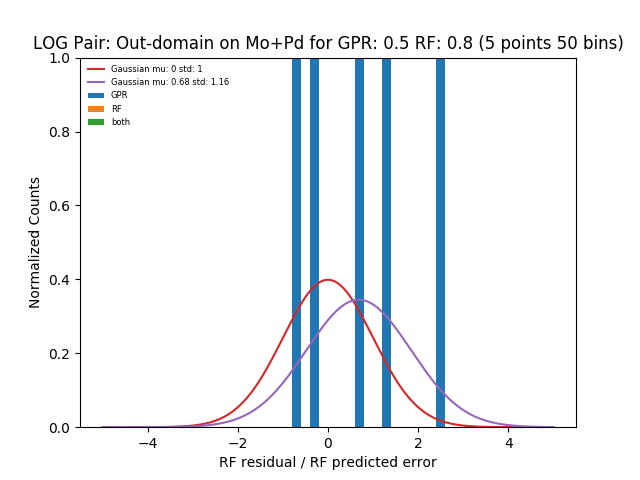 LOG Pair: Out-domain on Mo+Pd for GPR: 0.5 RF: 0.8 (5 points 50 bins)
1.0
0.8
0.6
0.4
0.2
0.0
Normalized Counts
Gaussian mu: 0 std: 1
Gaussian mu: 0.68 std: 1.16
GPR
RF
both
−4
−2
0
2
4
RF residual / RF predicted error